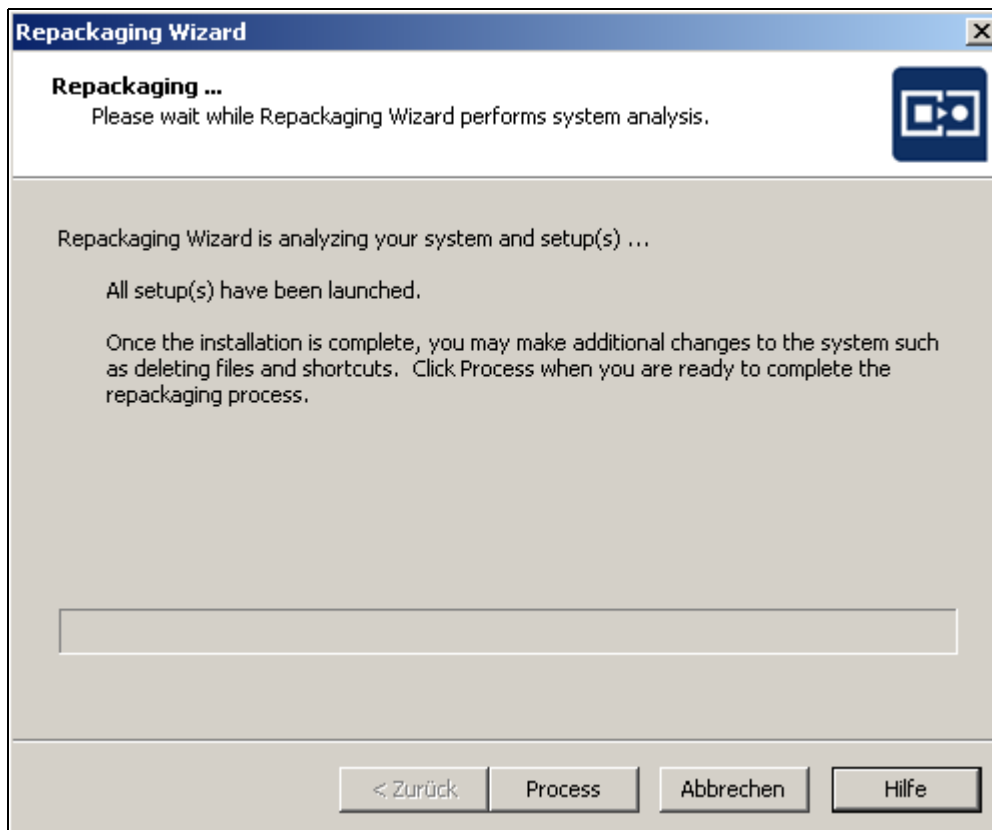 Repackaging Wizard
Repackaging ...
Please wait while Repackaging Wizard performs system analysis.
Repackaging Wizard is analyzing your system and setup(s) ...
All setup(s) have been launched.
Once the installation is complete, you may make additional changes to the system such
as deleting files and shortcuts.  Click Process when you are ready to complete the
repackaging process.
< Zurück
Process
Abbrechen
Hilfe